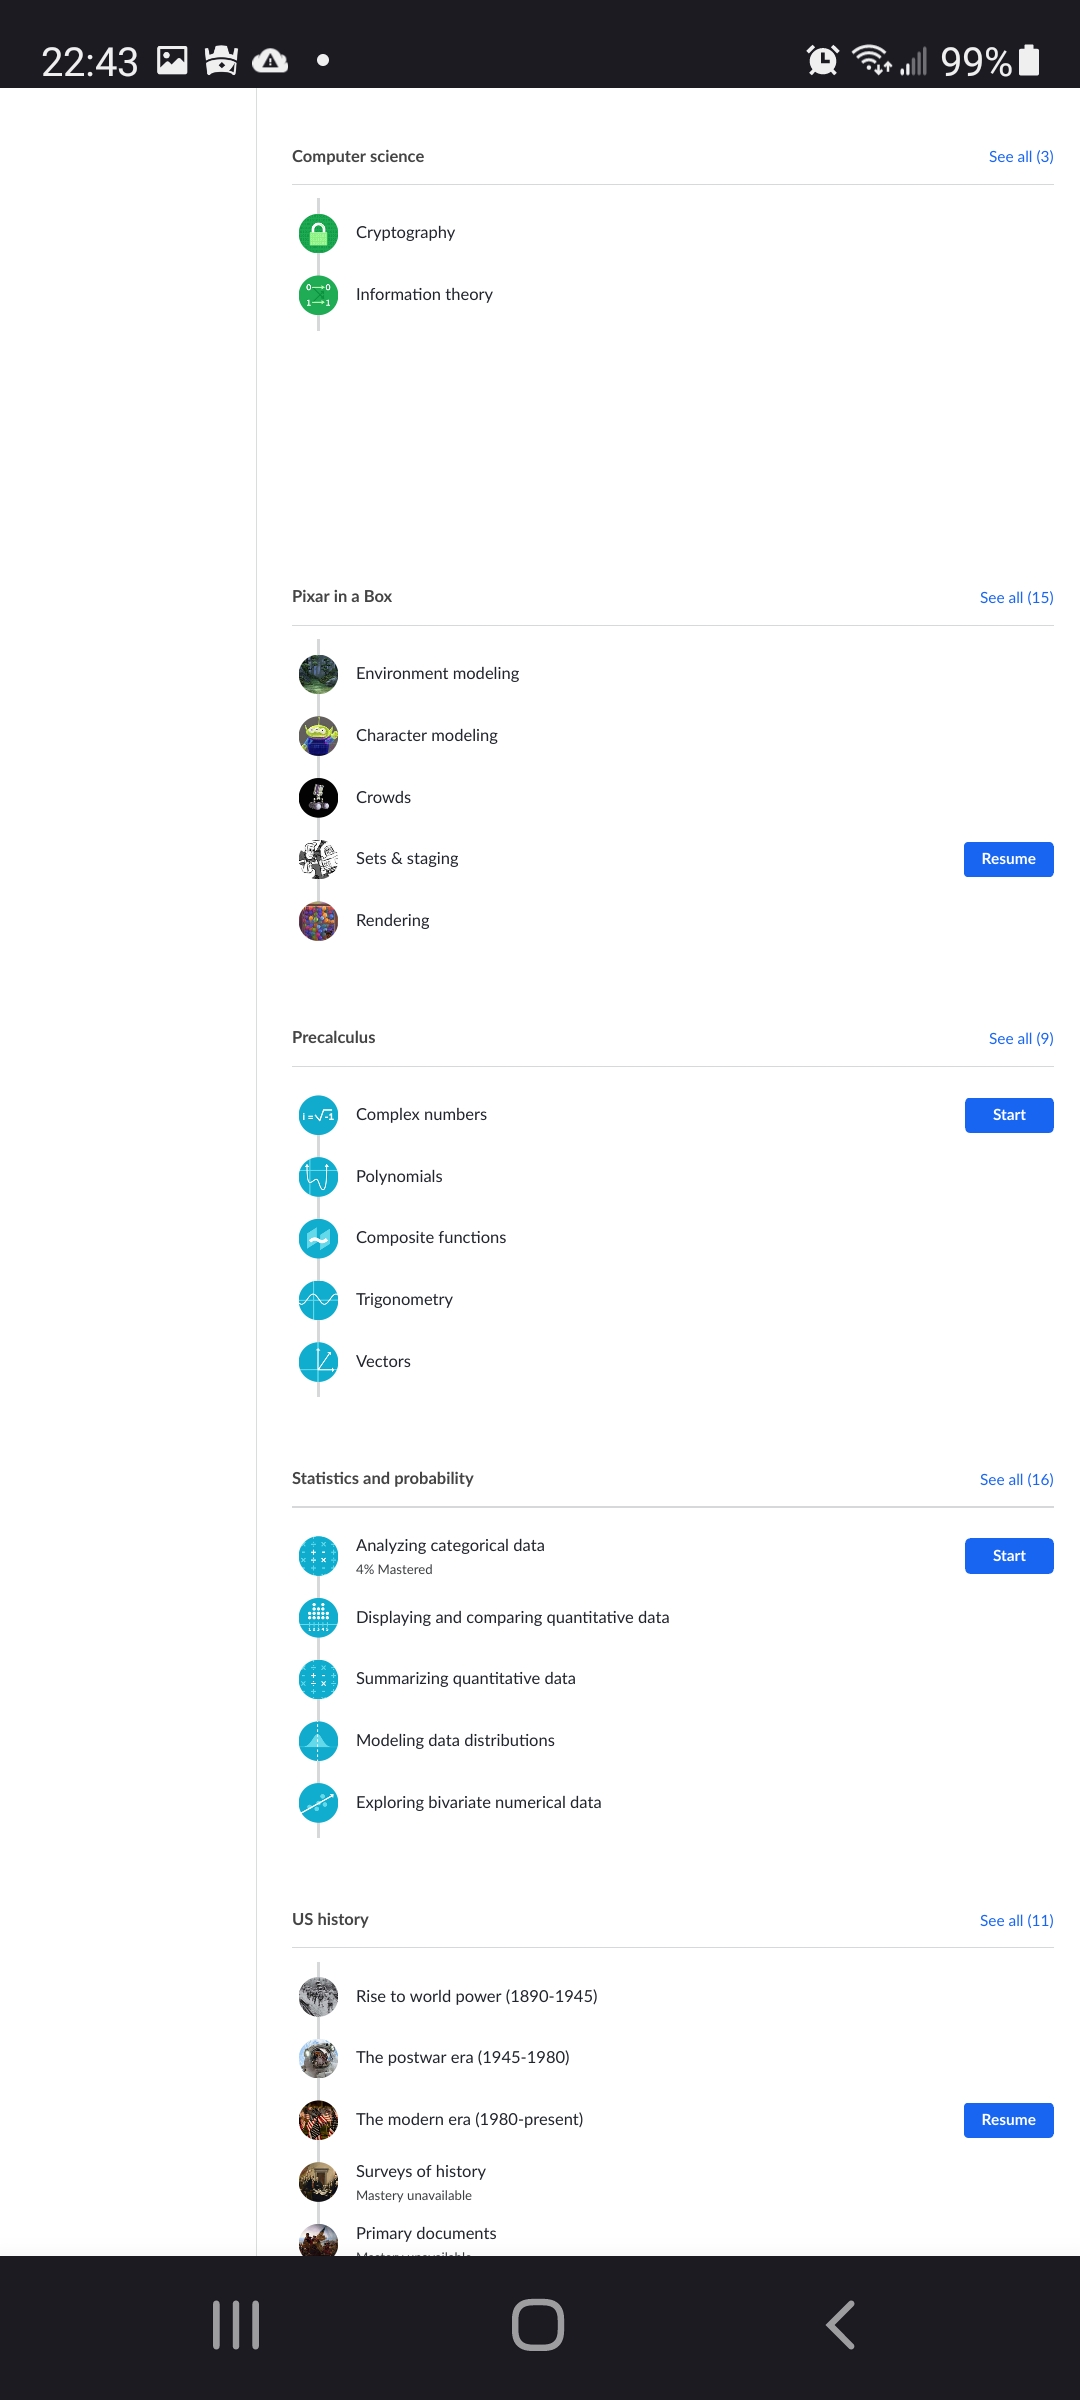 22:43
99%
Computer science
See all (3)
Cryptography
Information theory
Pixar in a Box
See all (15)
Environment modeling
Character modeling
Crowds
Sets & staging
Resume
Rendering
Precalculus
See all (9)
Complex numbers
Start
Polynomials
Composite functions
Trigonometry
Vectors
Statistics and probability
See all (16)
Analyzing categorical data
4% Mastered
Start
Displaying and comparing quantitative data
Summarizing quantitative data
Modeling data distributions
Exploring bivariate numerical data
US history
See all (11)
Rise to world power (1890-1945)
The postwar era (1945-1980)
The modern era (1980-present)
Resume
Surveys of history
Mastery unavailable
Primary documents